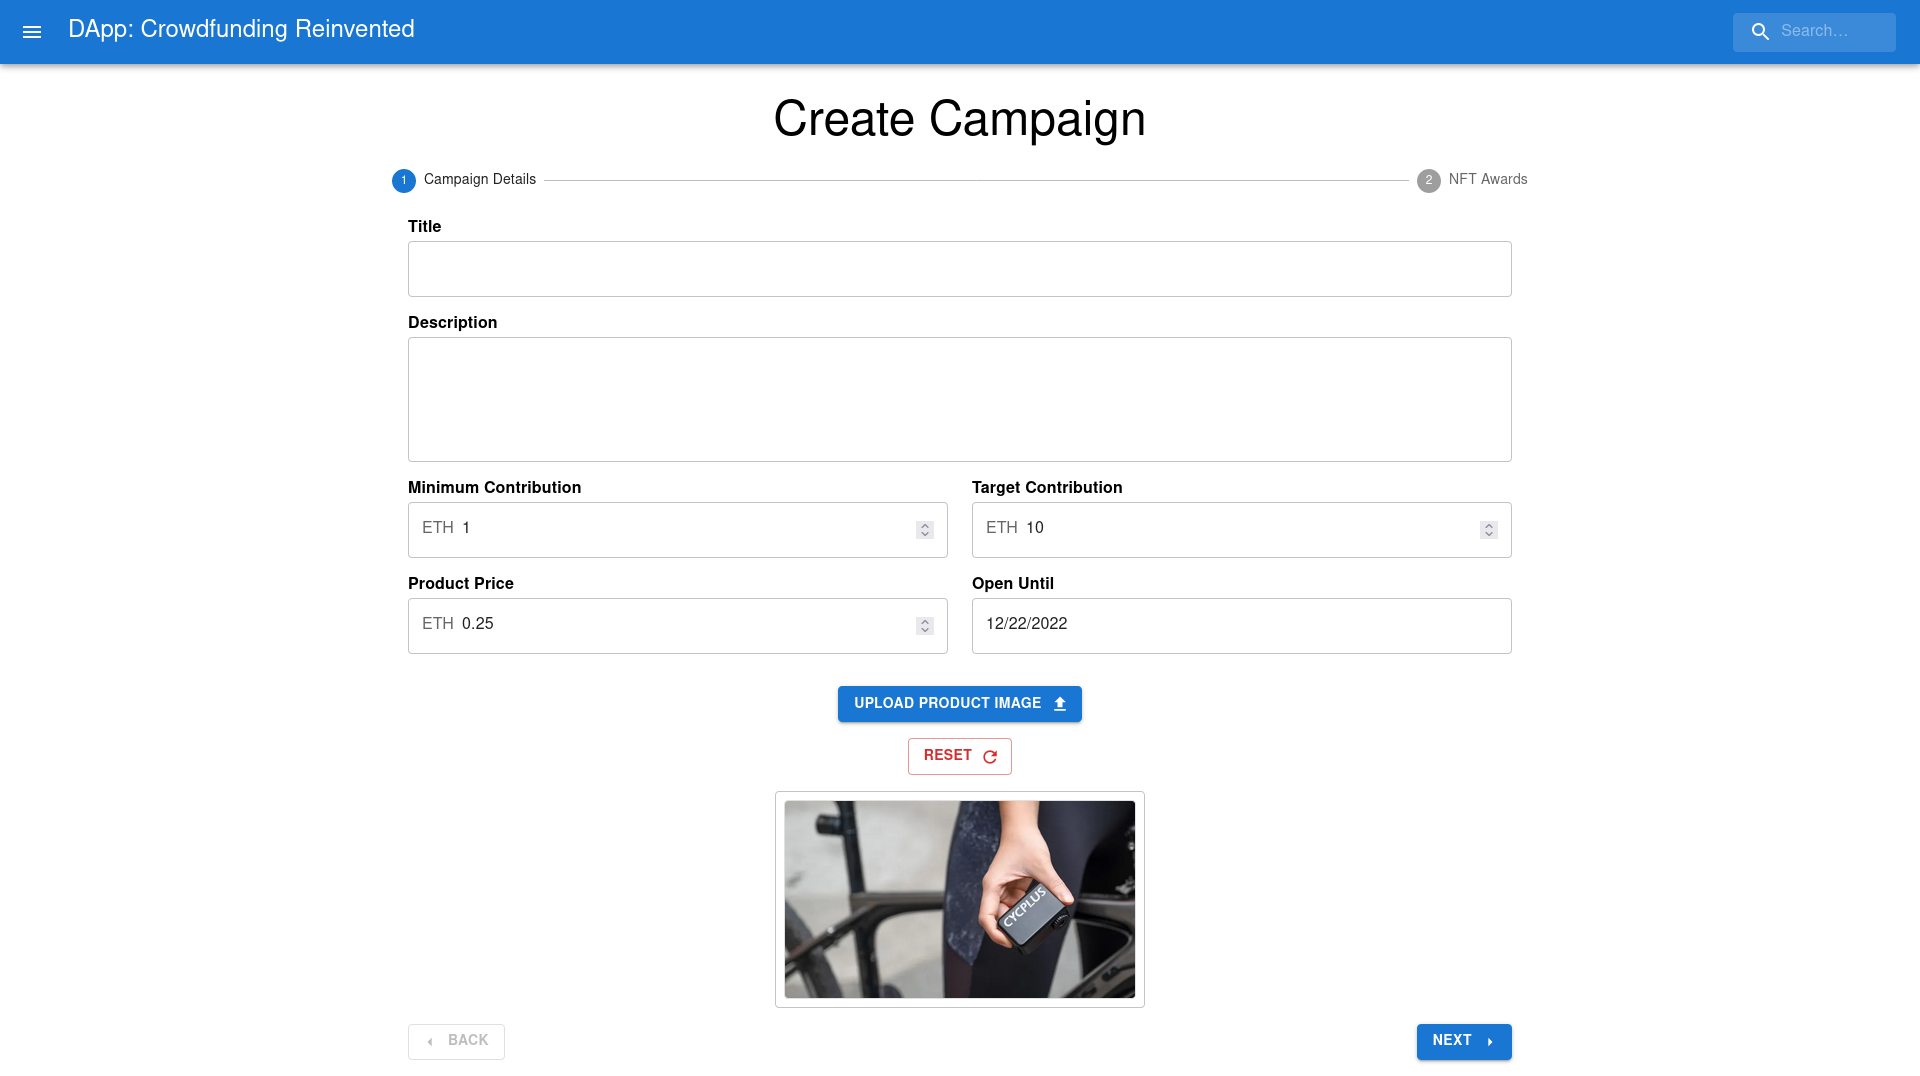 DApp: Crowdfunding Reinvented
Search…
Create Campaign
1 Campaign Details
2 NFT Awards
Title
Description
Minimum Contribution
Target Contribution
ETH 1
ETH 10
Product Price
Open Until
ETH 0.25
12/22/2022
UPLOAD PRODUCT IMAGE
RESET
CYCPLUS
BACK
NEXT